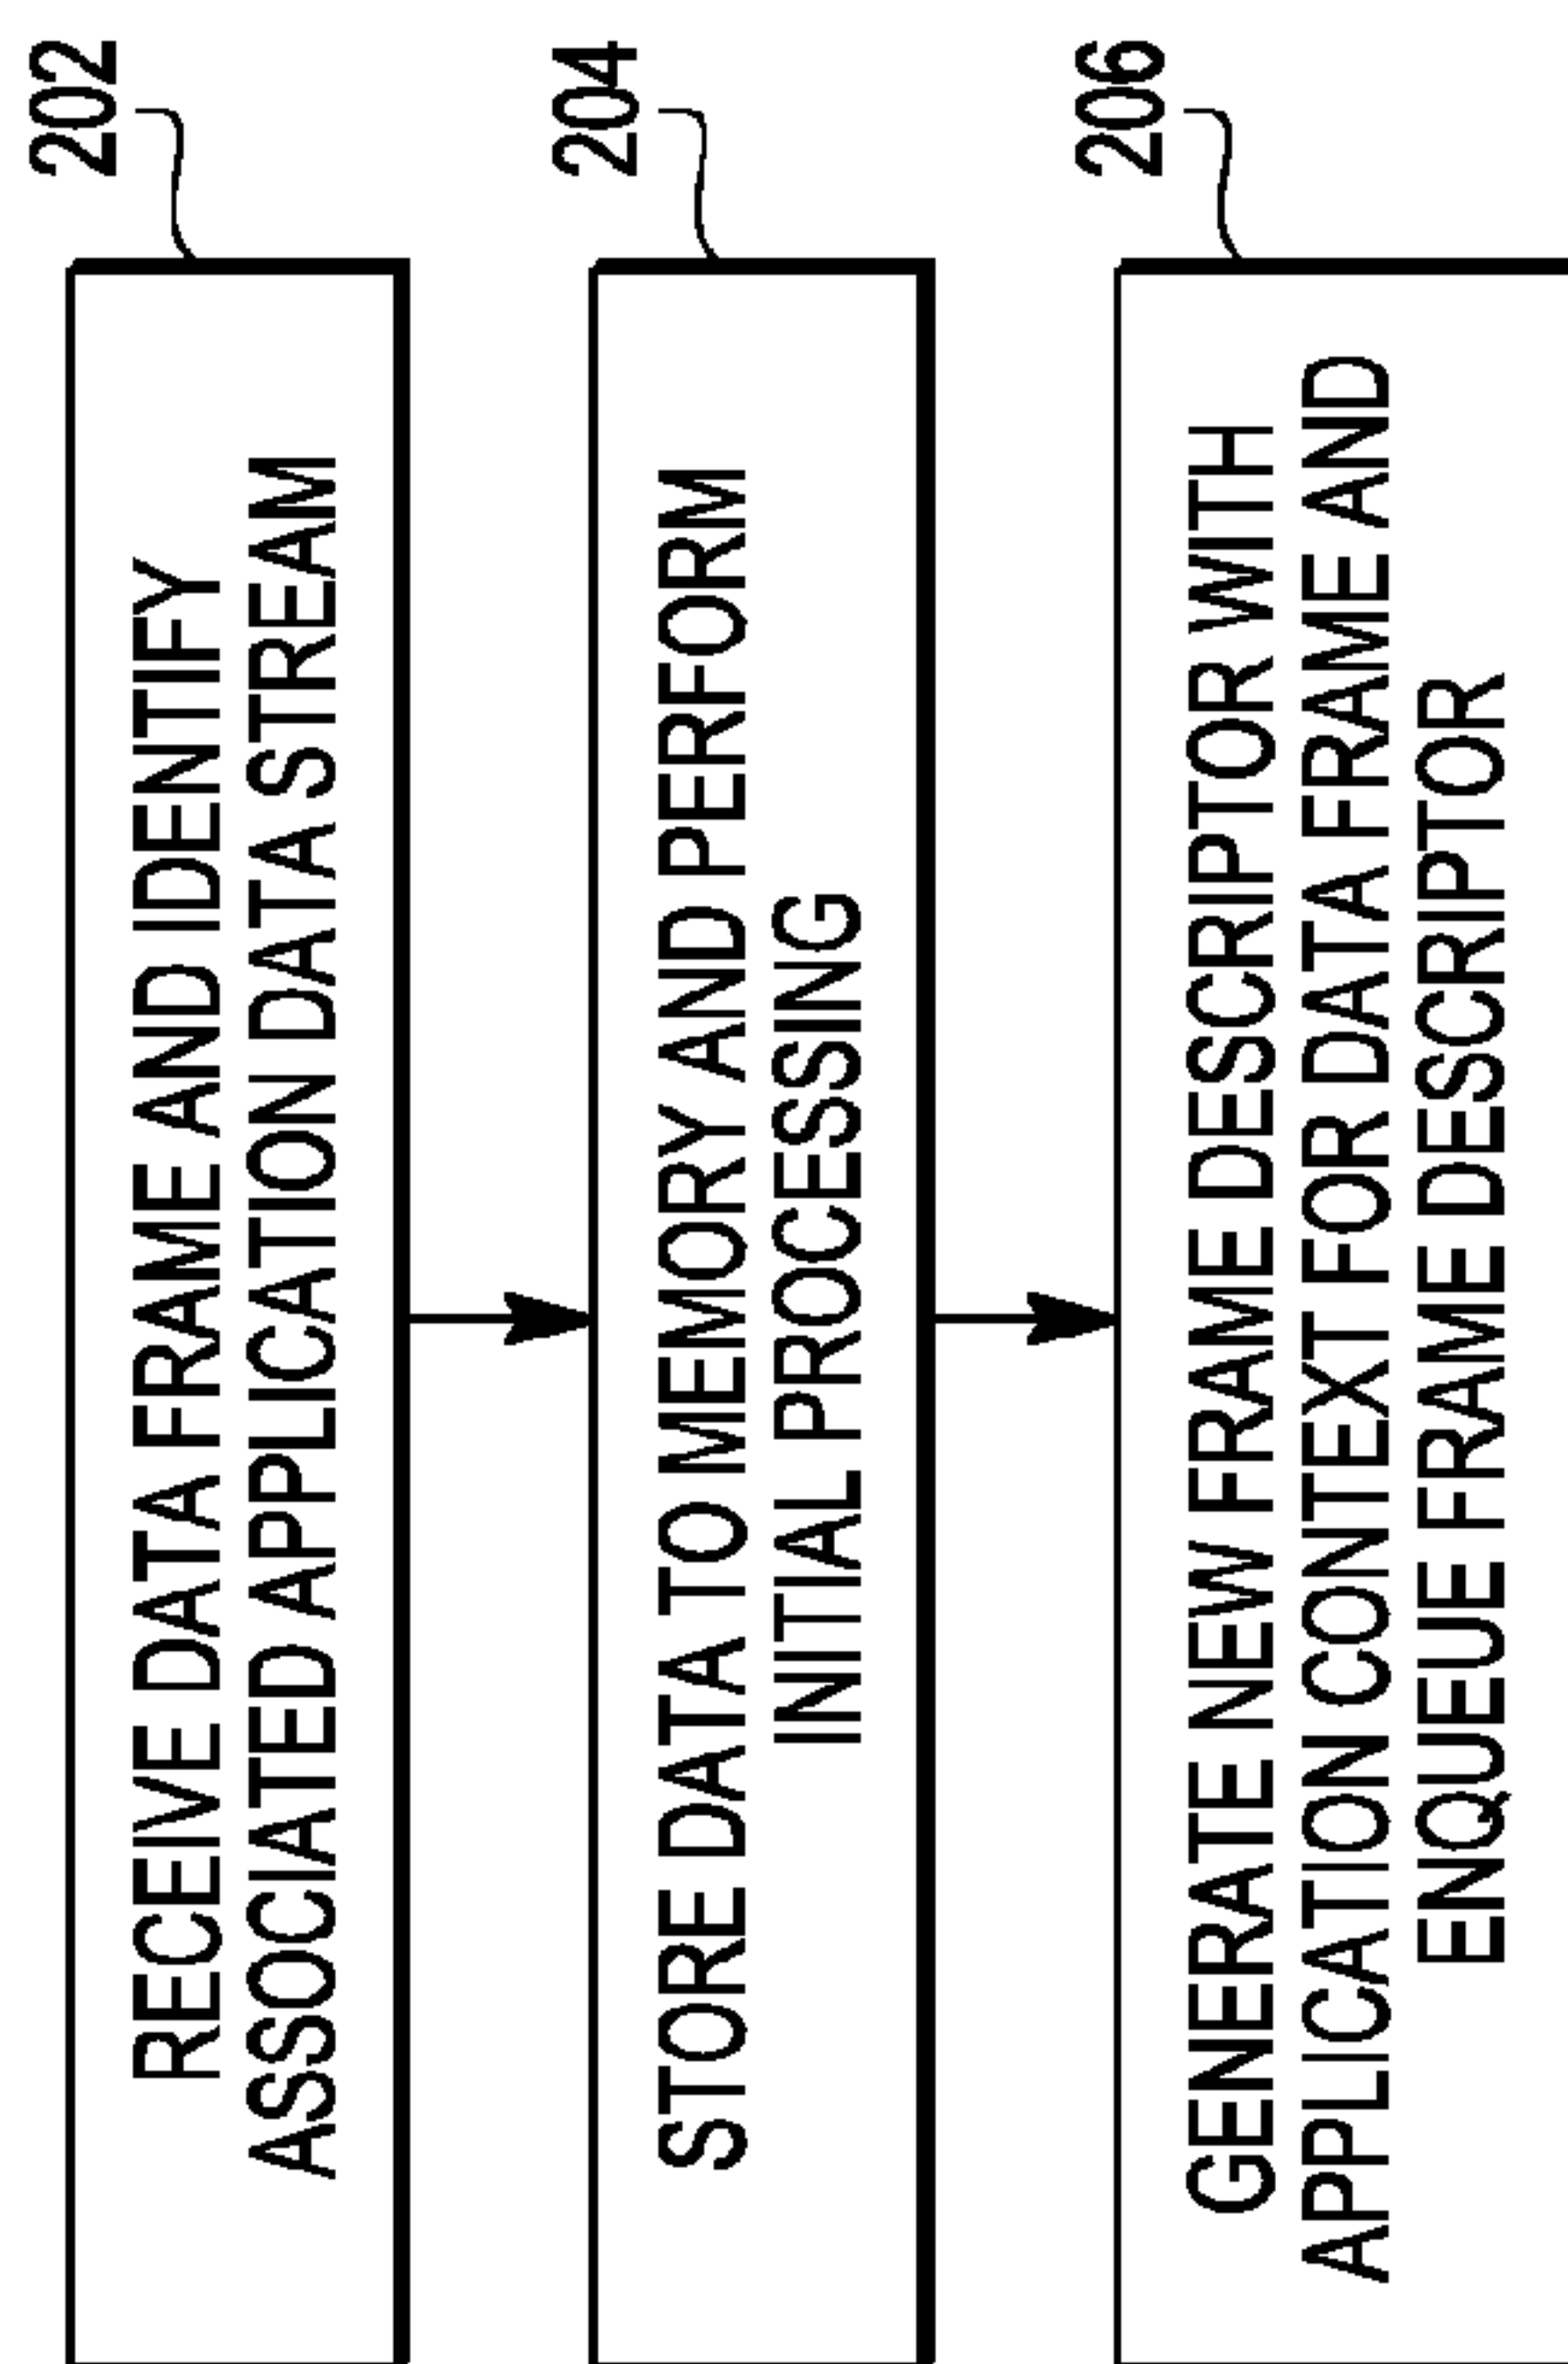 202
RECEIVE DATA FRAME AND IDENTIFY
ASSOCIATED APPLICATION DATA STREAM
204
STORE DATA TO MEMORY AND PERFORM
INITIAL PROCESSING
206
GENERATE NEW FRAME DESCRIPTOR WITH
APPLICATION CONTEXT FOR DATA FRAME AND
ENQUEUE FRAME DESCRIPTOR